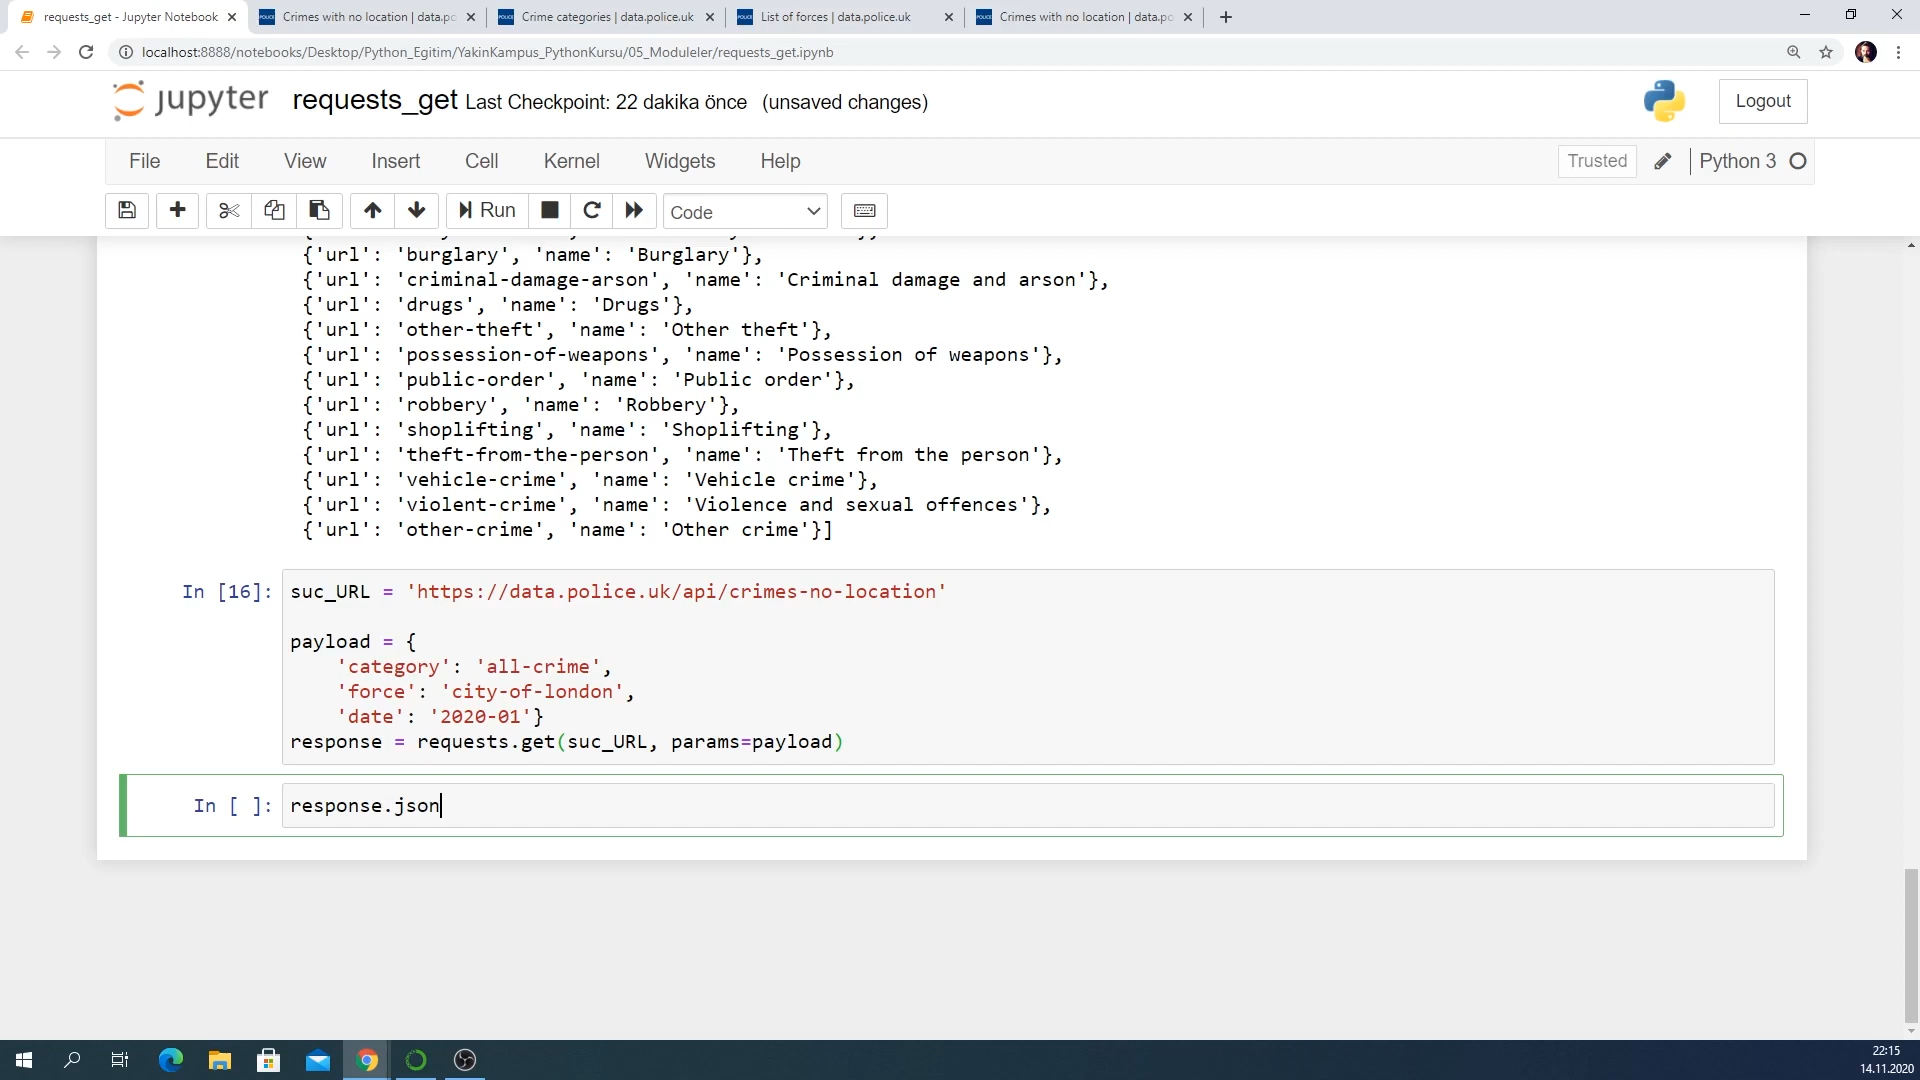 requests_get - Jupyter Notebook
Crimes with no location | data.po
Crime categories | data.police.uk
List of forces | data.police.uk
Crimes with no location | data.po
localhost:8888/notebooks/Desktop/Python_Egitim/YakinKampus_PythonKursu/05_Moduleler/requests_get.ipynb
jupyter requests_get Last Checkpoint: 22 dakika önce (unsaved changes)
Logout
File Edit View Insert Cell Kernel Widgets Help
Trusted Python 3
Run Code
{'url': 'burglary', 'name': 'Burglary'},
{'url': 'criminal-damage-arson', 'name': 'Criminal damage and arson'},
{'url': 'drugs', 'name': 'Drugs'},
{'url': 'other-theft', 'name': 'Other theft'},
{'url': 'possession-of-weapons', 'name': 'Possession of weapons'},
{'url': 'public-order', 'name': 'Public order'},
{'url': 'robbery', 'name': 'Robbery'},
{'url': 'shoplifting', 'name': 'Shoplifting'},
{'url': 'theft-from-the-person', 'name': 'Theft from the person'},
{'url': 'vehicle-crime', 'name': 'Vehicle crime'},
{'url': 'violent-crime', 'name': 'Violence and sexual offences'},
{'url': 'other-crime', 'name': 'Other crime'}]
In [16]: suc_URL = 'https://data.police.uk/api/crimes-no-location'
payload = {
'category': 'all-crime',
'force': 'city-of-london',
'date': '2020-01'}
response = requests.get(suc_URL, params=payload)
In [ ]: response.json
22:15
14.11.2020